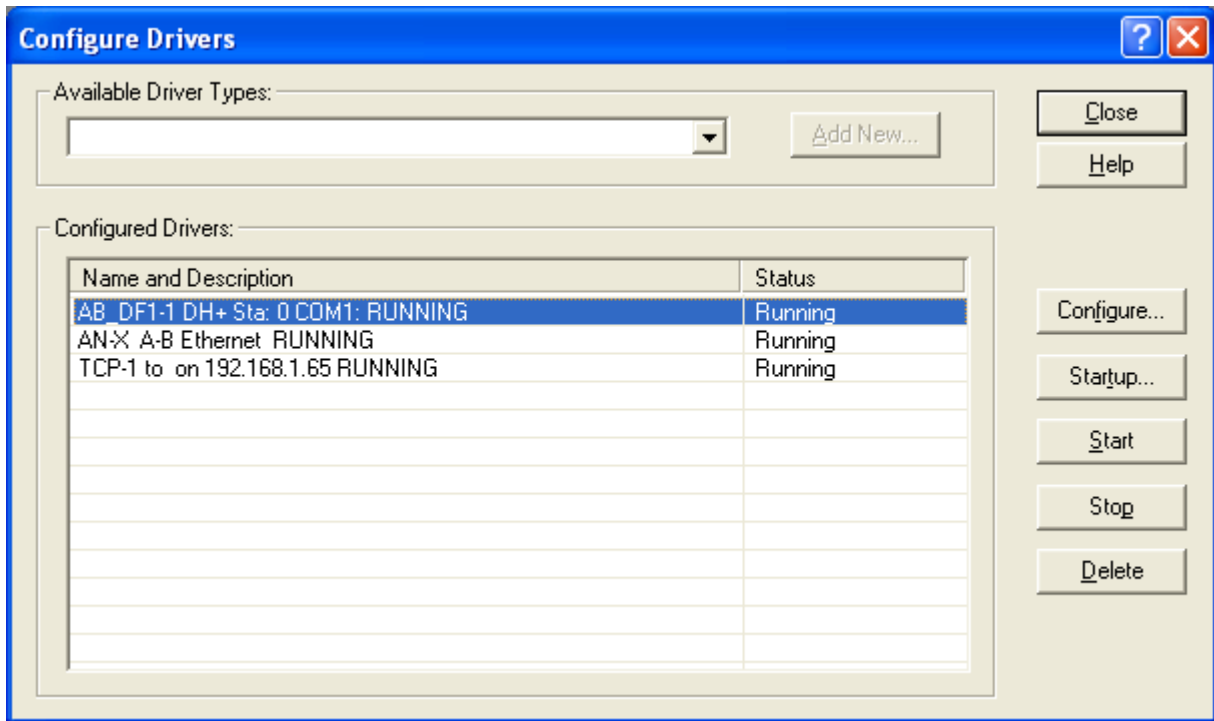 Configure Drivers
Available Driver Types:
Add New...
Close
Help
Configured Drivers:
Name and Description Status
AB_DF1-1 DH+ Sta: 0 COM1: RUNNING Running
AN-X A-B Ethernet RUNNING Running
TCP-1 to on 192.168.1.65 RUNNING Running
Configure...
Startup...
Start
Stop
Delete